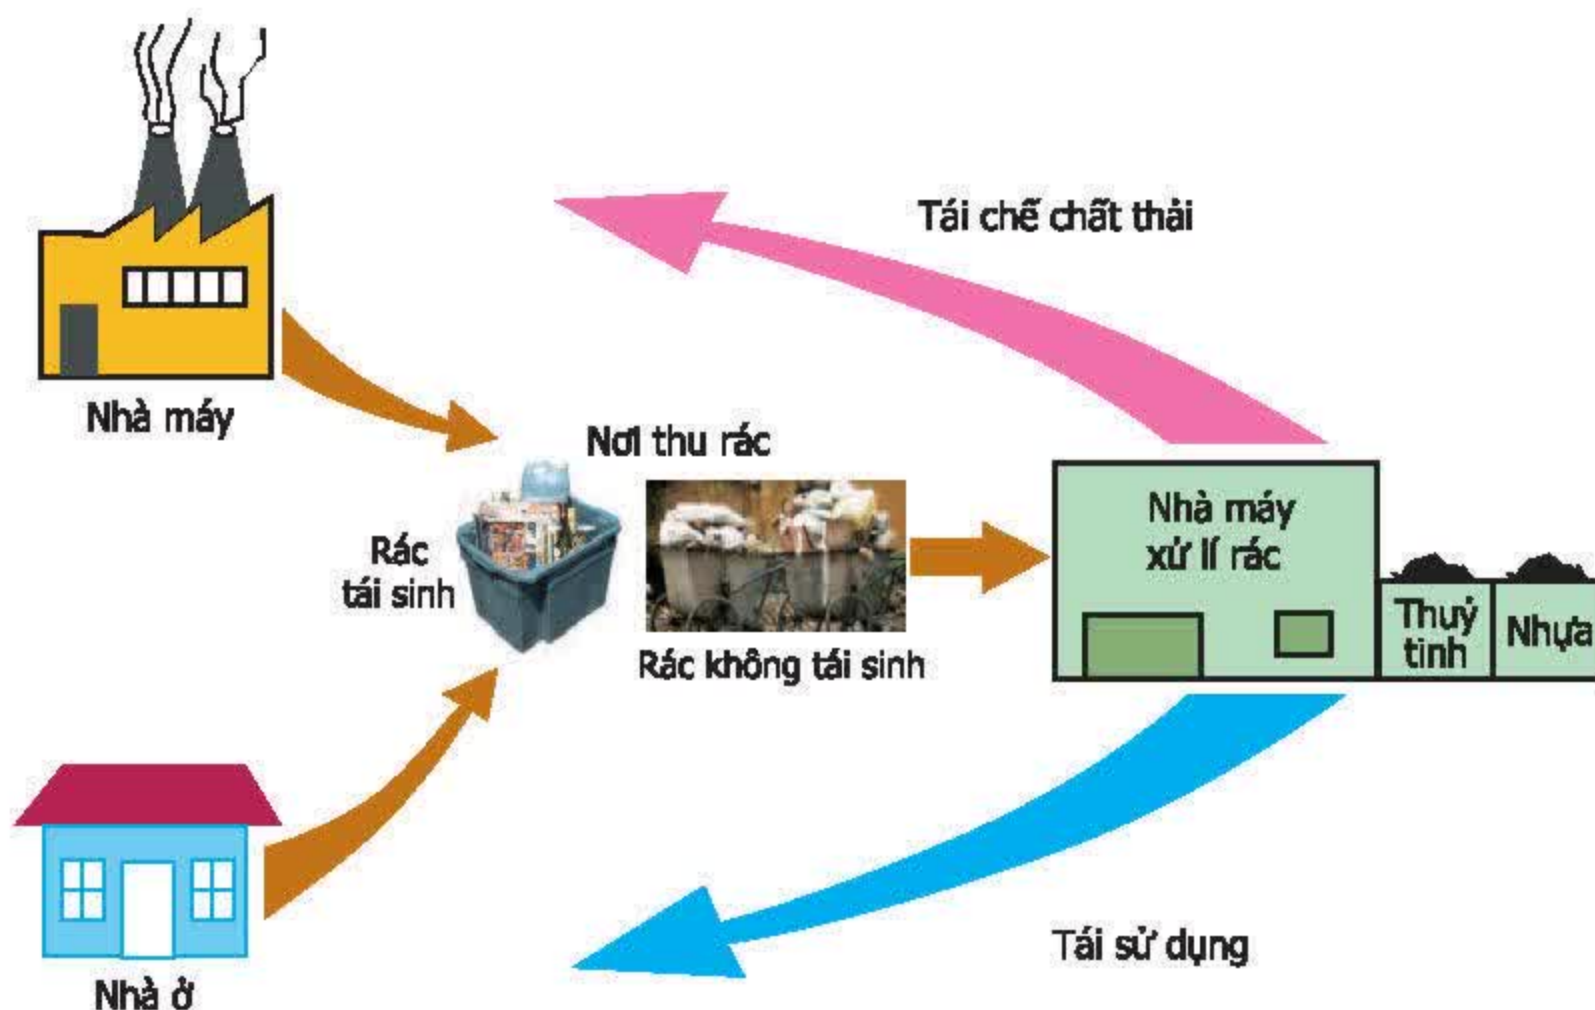 Tái chế chất thải
Nhà máy
Nơi thu rác
Rác
tái sinh
Rác không tái sinh
Nhà máy
xử lí rác
Thuỷ
tinh
Nhựa
Tái sử dụng
Nhà ở